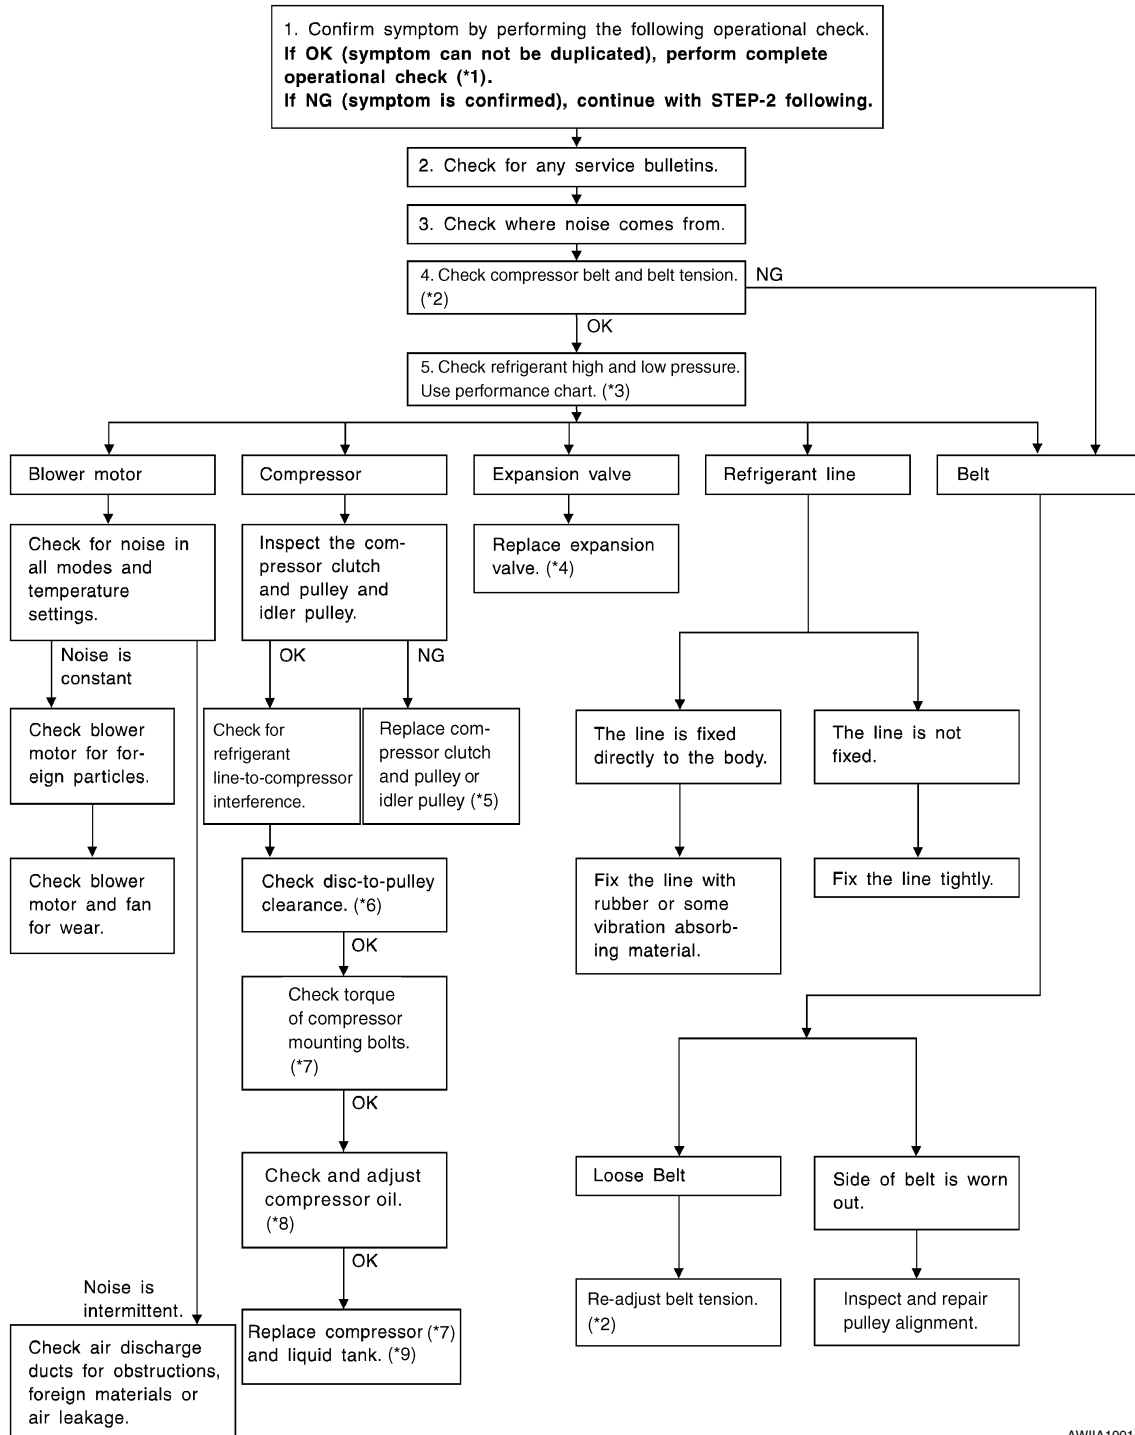 1. Confirm symptom by performing the following operational check.
If OK (symptom can not be duplicated), perform complete
operational check (*1).
If NG (symptom is confirmed), continue with STEP-2 following.
2. Check for any service bulletins.
3. Check where noise comes from.
4. Check compressor belt and belt tension.
(*2)
NG
OK
5. Check refrigerant high and low pressure.
Use performance chart. (*3)
Blower motor
Compressor
Expansion valve
Refrigerant line
Belt
Check for noise in
all modes and
temperature
settings.
Inspect the com-
pressor clutch
and pulley and
idler pulley.
Replace expansion
valve. (*4)
Noise is
constant
OK
NG
Check blower
motor for for-
eign particles.
Check for
refrigerant
line-to-compressor
interference.
Replace com-
pressor clutch
and pulley or
idler pulley (*5)
The line is fixed
directly to the body.
The line is not
fixed.
Check blower
motor and fan
for wear.
Check disc-to-pulley
clearance. (*6)
Fix the line with
rubber or some
vibration absorb-
ing material.
Fix the line tightly.
OK
Check torque
of compressor
mounting bolts.
(*7)
OK
Check and adjust
compressor oil.
(*8)
Loose Belt
Side of belt is worn
out.
OK
Noise is
intermittent.
Re-adjust belt tension.
(*2)
Inspect and repair
pulley alignment.
Replace compressor (*7)
and liquid tank. (*9)
Check air discharge
ducts for obstructions,
foreign materials or
air leakage.